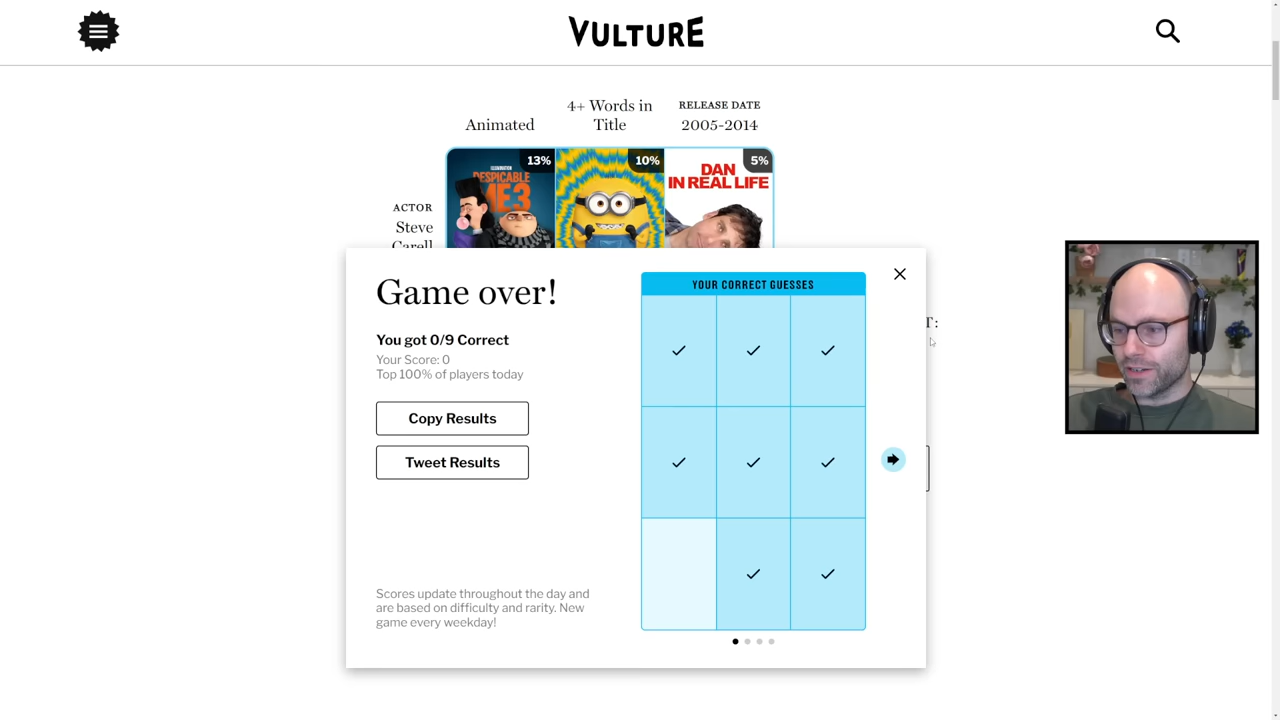 VULTURE
Animated
4+ Words in
Title
RELEASE DATE
2005-2014
13%
10%
5%
ILLUMINATION
DESPICABLE
ME 3
DAN
IN REAL LIFE
ACTOR
Steve
Carell
Game over!
You got 0/9 Correct
Your Score: 0
Top 100% of players today
Copy Results
Tweet Results
Scores update throughout the day and
are based on difficulty and rarity. New
game every weekday!
YOUR CORRECT GUESSES
T: